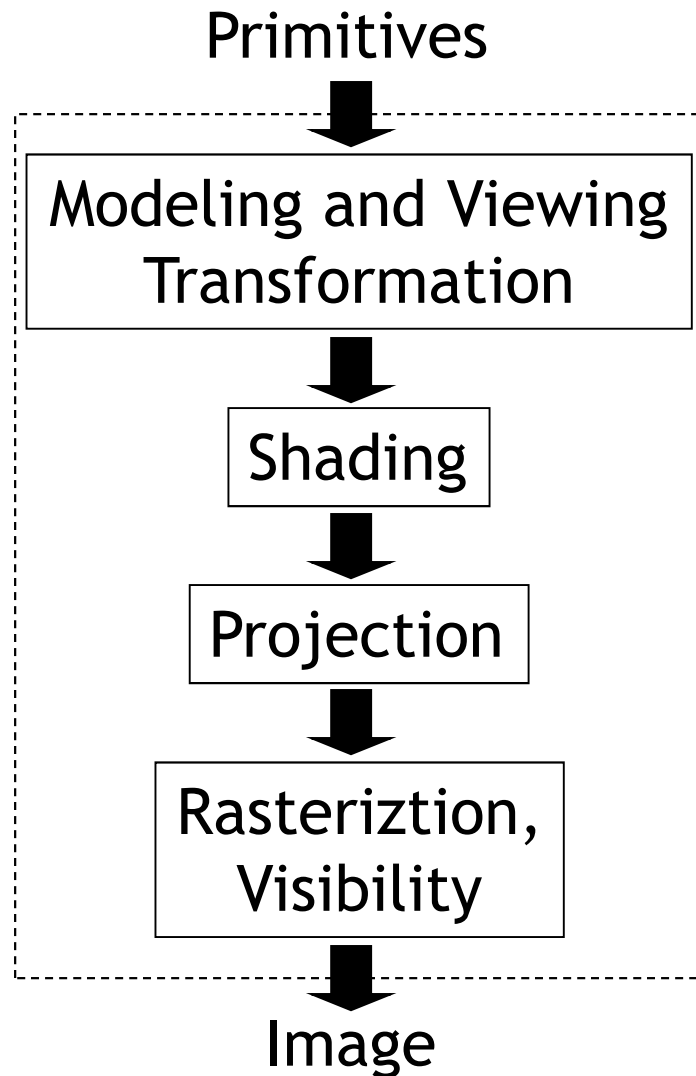 Primitives
Modeling and Viewing
Transformation
Shading
Projection
Rasteriztion,
Visibility
Image